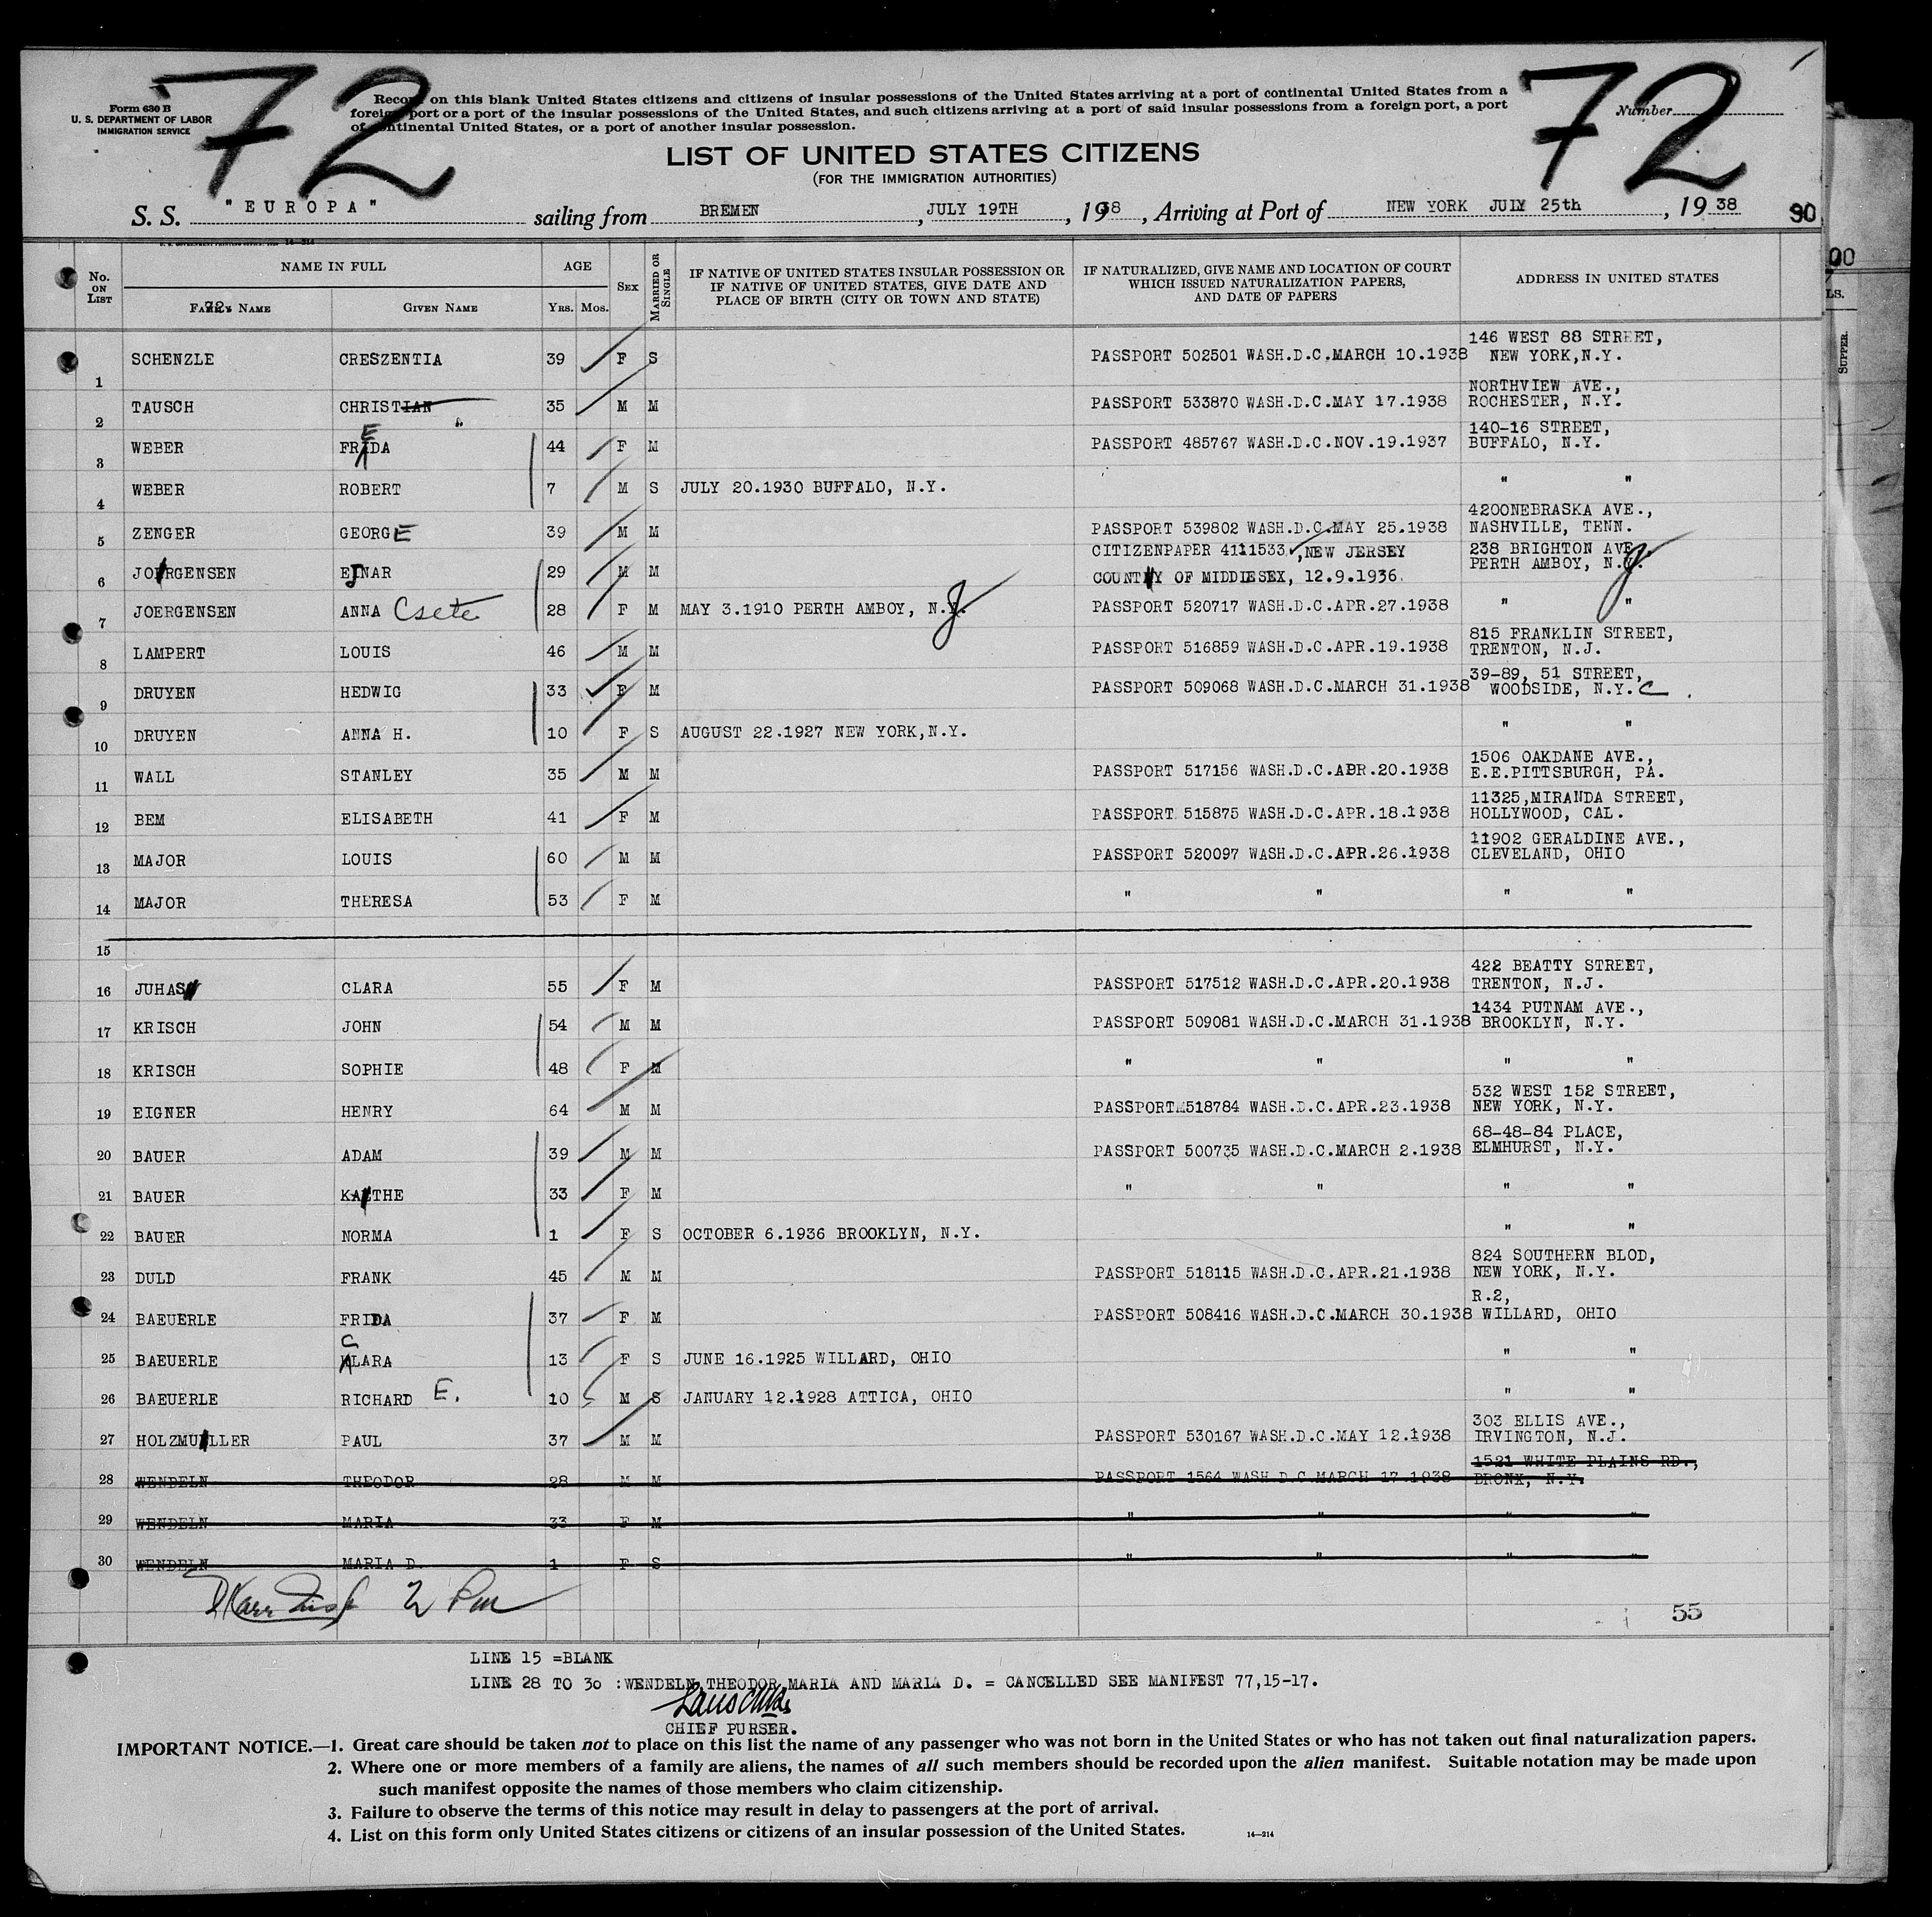 72
72
Form 630 B
U. S. DEPARTMENT OF LABOR
IMMIGRATION SERVICE
Record on this blank United States citizens and citizens of insular possessions of the United States arriving at a port of continental United States from a
foreign port or a port of the insular possessions of the United States, and such citizens arriving at a port of said insular possessions from a foreign port, a port
of continental United States, or a port of another insular possession.
Number
LIST OF UNITED STATES CITIZENS
(FOR THE IMMIGRATION AUTHORITIES)
S. S. "EUROPA" sailing from BREMEN, JULY 19TH, 1938, Arriving at Port of NEW YORK JULY 25th, 1938
90
No. ON LIST NAME IN FULL AGE SEX MARRIED OR SINGLE IF NATIVE OF UNITED STATES INSULAR POSSESSION OR IF NATIVE OF UNITED STATES, GIVE DATE AND PLACE OF BIRTH (CITY OR TOWN AND STATE) IF NATURALIZED, GIVE NAME AND LOCATION OF COURT WHICH ISSUED NATURALIZATION PAPERS, AND DATE OF PAPERS ADDRESS IN UNITED STATES
72. FAMILY NAME GIVEN NAME YRS. MOS.
1 SCHENZLE CRESZENTIA 39 F S PASSPORT 502501 WASH.D.C.MARCH 10.1938 146 WEST 88 STREET, NEW YORK,N.Y.
2 TAUSCH CHRISTIAN 35 M M PASSPORT 533870 WASH.D.C.MAY 17.1938 NORTHVIEW AVE., ROCHESTER, N.Y.
3 WEBER FREDA 44 F M PASSPORT 485767 WASH.D.C.NOV.19.1937 140-16 STREET, BUFFALO, N.Y.
4 WEBER ROBERT 7 M S JULY 20.1930 BUFFALO, N.Y. " "
5 ZENGER GEORGE 39 M M PASSPORT 539802 WASH.D.C.MAY 25.1938 4200NEBRASKA AVE., NASHVILLE, TENN.
6 JORGENSEN EJNAR 29 M M CITIZENPAPER 4111533, NEW JERSEY COUNTY OF MIDDLESEX, 12.9.1936. 238 BRIGHTON AVE. PERTH AMBOY, N.J.
7 JOERGENSEN ANNA Csete 28 F M MAY 3.1910 PERTH AMBOY, N.J. PASSPORT 520717 WASH.D.C.APR.27.1938 " "
8 LAMPERT LOUIS 46 M M PASSPORT 516859 WASH.D.C.APR.19.1938 815 FRANKLIN STREET, TRENTON, N.J.
9 DRUYEN HEDWIG 33 F M PASSPORT 509068 WASH.D.C.MARCH 31.1938 39-89, 51 STREET, WOODSIDE, N.Y. C
10 DRUYEN ANNA H. 10 F S AUGUST 22.1927 NEW YORK,N.Y. " "
11 WALL STANLEY 35 M M PASSPORT 517156 WASH.D.C.APR.20.1938 1506 OAKDANE AVE., E.E.PITTSBURGH, PA.
12 BEM ELISABETH 41 F M PASSPORT 515875 WASH.D.C.APR.18.1938 11325,MIRANDA STREET, HOLLYWOOD, CAL.
13 MAJOR LOUIS 60 M M PASSPORT 520097 WASH.D.C.APR.26.1938 11902 GERALDINE AVE., CLEVELAND, OHIO
14 MAJOR THERESA 53 F M " " " "
15
16 JUHAS CLARA 55 F M PASSPORT 517512 WASH.D.C.APR.20.1938 422 BEATTY STREET, TRENTON, N.J.
17 KRISCH JOHN 54 M M PASSPORT 509081 WASH.D.C.MARCH 31.1938 1434 PUTNAM AVE., BROOKLYN, N.Y.
18 KRISCH SOPHIE 48 F M " " " "
19 EIGNER HENRY 64 M M PASSPORT 518784 WASH.D.C.APR.23.1938 532 WEST 152 STREET, NEW YORK, N.Y.
20 BAUER ADAM 39 M M PASSPORT 500735 WASH.D.C.MARCH 2.1938 68-48-84 PLACE, ELMHURST, N.Y.
21 BAUER KATHE 33 F M " " " "
22 BAUER NORMA 1 F S OCTOBER 6.1936 BROOKLYN, N.Y. " "
23 DULD FRANK 45 M M PASSPORT 518115 WASH.D.C.APR.21.1938 824 SOUTHERN BLOD, NEW YORK, N.Y.
24 BAEUERLE FRIDA 37 F M PASSPORT 508416 WASH.D.C.MARCH 30.1938 R.2, WILLARD, OHIO
25 BAEUERLE CLARA 13 F S JUNE 16.1925 WILLARD, OHIO " "
26 BAEUERLE RICHARD E. 10 M S JANUARY 12.1928 ATTICA, OHIO " "
27 HOLZMULLER PAUL 37 M M PASSPORT 530167 WASH.D.C.MAY 12.1938 303 ELLIS AVE., IRVINGTON, N.J.
28 WENDELN THEODOR 28 M M PASSPORT 1564 WASH.D.C.MARCH 17.1938 1521 WHITE PLAINS RD., BRONX, N.Y.
29 WENDELN MARIA 33 F M " " " "
30 WENDELN MARIA D. 1 F S " " " "
55
LINE 15 =BLANK
LINE 28 TO 30 :WENDELN,THEODOR,MARIA AND MARIA D. = CANCELLED SEE MANIFEST 77,15-17.
CHIEF PURSER.
IMPORTANT NOTICE.—1. Great care should be taken not to place on this list the name of any passenger who was not born in the United States or who has not taken out final naturalization papers.
2. Where one or more members of a family are aliens, the names of all such members should be recorded upon the alien manifest. Suitable notation may be made upon
such manifest opposite the names of those members who claim citizenship.
3. Failure to observe the terms of this notice may result in delay to passengers at the port of arrival.
4. List on this form only United States citizens or citizens of an insular possession of the United States.
14—214